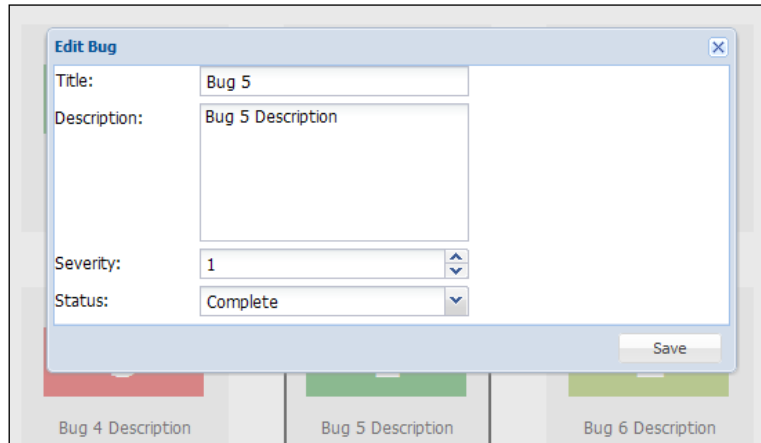 Edit Bug
Title: Bug 5
Description: Bug 5 Description
Severity: 1
Status: Complete
Save
Bug 4 Description Bug 5 Description Bug 6 Description